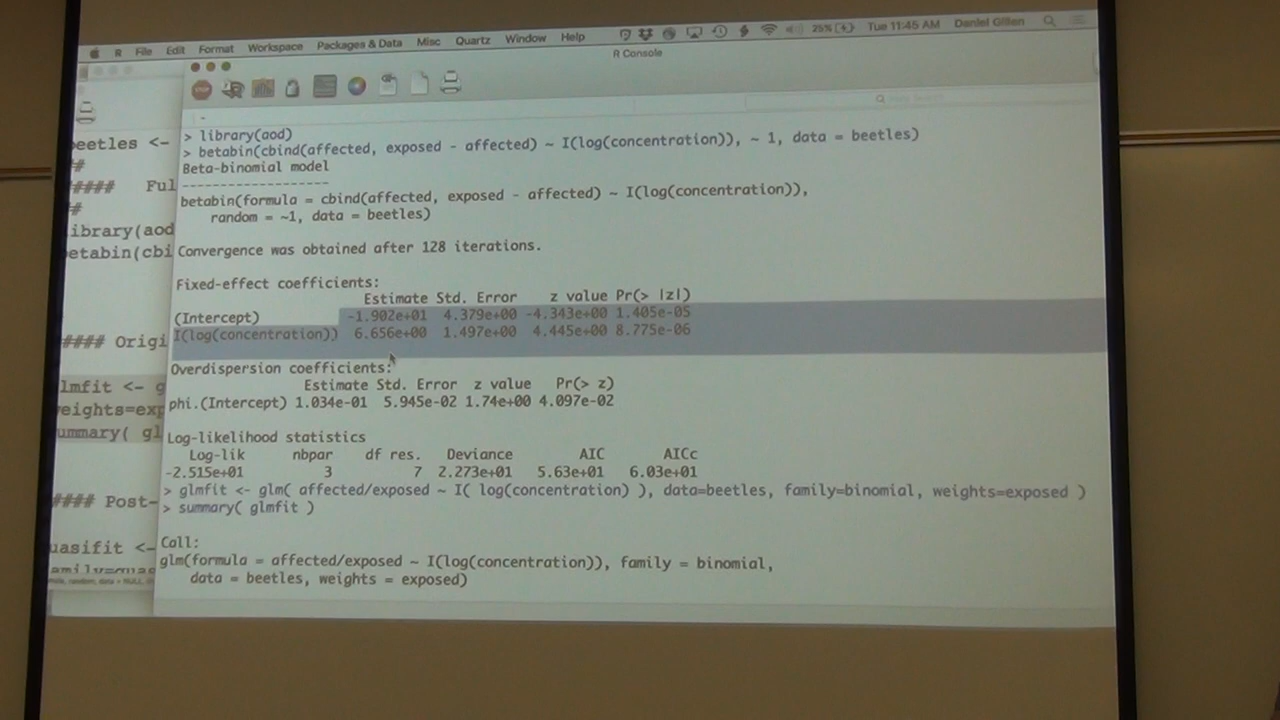 R File Edit Format Workspace Packages & Data Misc Quartz Window Help 25% Tue 11:45 AM Daniel Gillen
R Console
> library(aod)
> betabin(cbind(affected, exposed - affected) ~ I(log(concentration)), ~ 1, data = beetles)
Beta-binomial model
-------------------
betabin(formula = cbind(affected, exposed - affected) ~ I(log(concentration)),
random = ~1, data = beetles)
Convergence was obtained after 128 iterations.
Fixed-effect coefficients:
Estimate Std. Error z value Pr(> |z|)
(Intercept) -1.902e+01 4.379e+00 -4.343e+00 1.405e-05
I(log(concentration)) 6.656e+00 1.497e+00 4.445e+00 8.775e-06
Overdispersion coefficients:
Estimate Std. Error z value Pr(> z)
phi.(Intercept) 1.034e-01 5.945e-02 1.74e+00 4.097e-02
Log-likelihood statistics
Log-lik nbpar df res. Deviance AIC AICc
-2.515e+01 3 7 2.273e+01 5.63e+01 6.03e+01
> glmfit <- glm( affected/exposed ~ I( log(concentration) ), data=beetles, family=binomial, weights=exposed )
> summary( glmfit )
Call:
glm(formula = affected/exposed ~ I(log(concentration)), family = binomial,
data = beetles, weights = exposed)
eetles <-
##### Ful
ibrary(aod
etabin(cbi
#### Origi
lmfit <- g
eights=exp
ummary( gl
#### Post-
uasifit <-